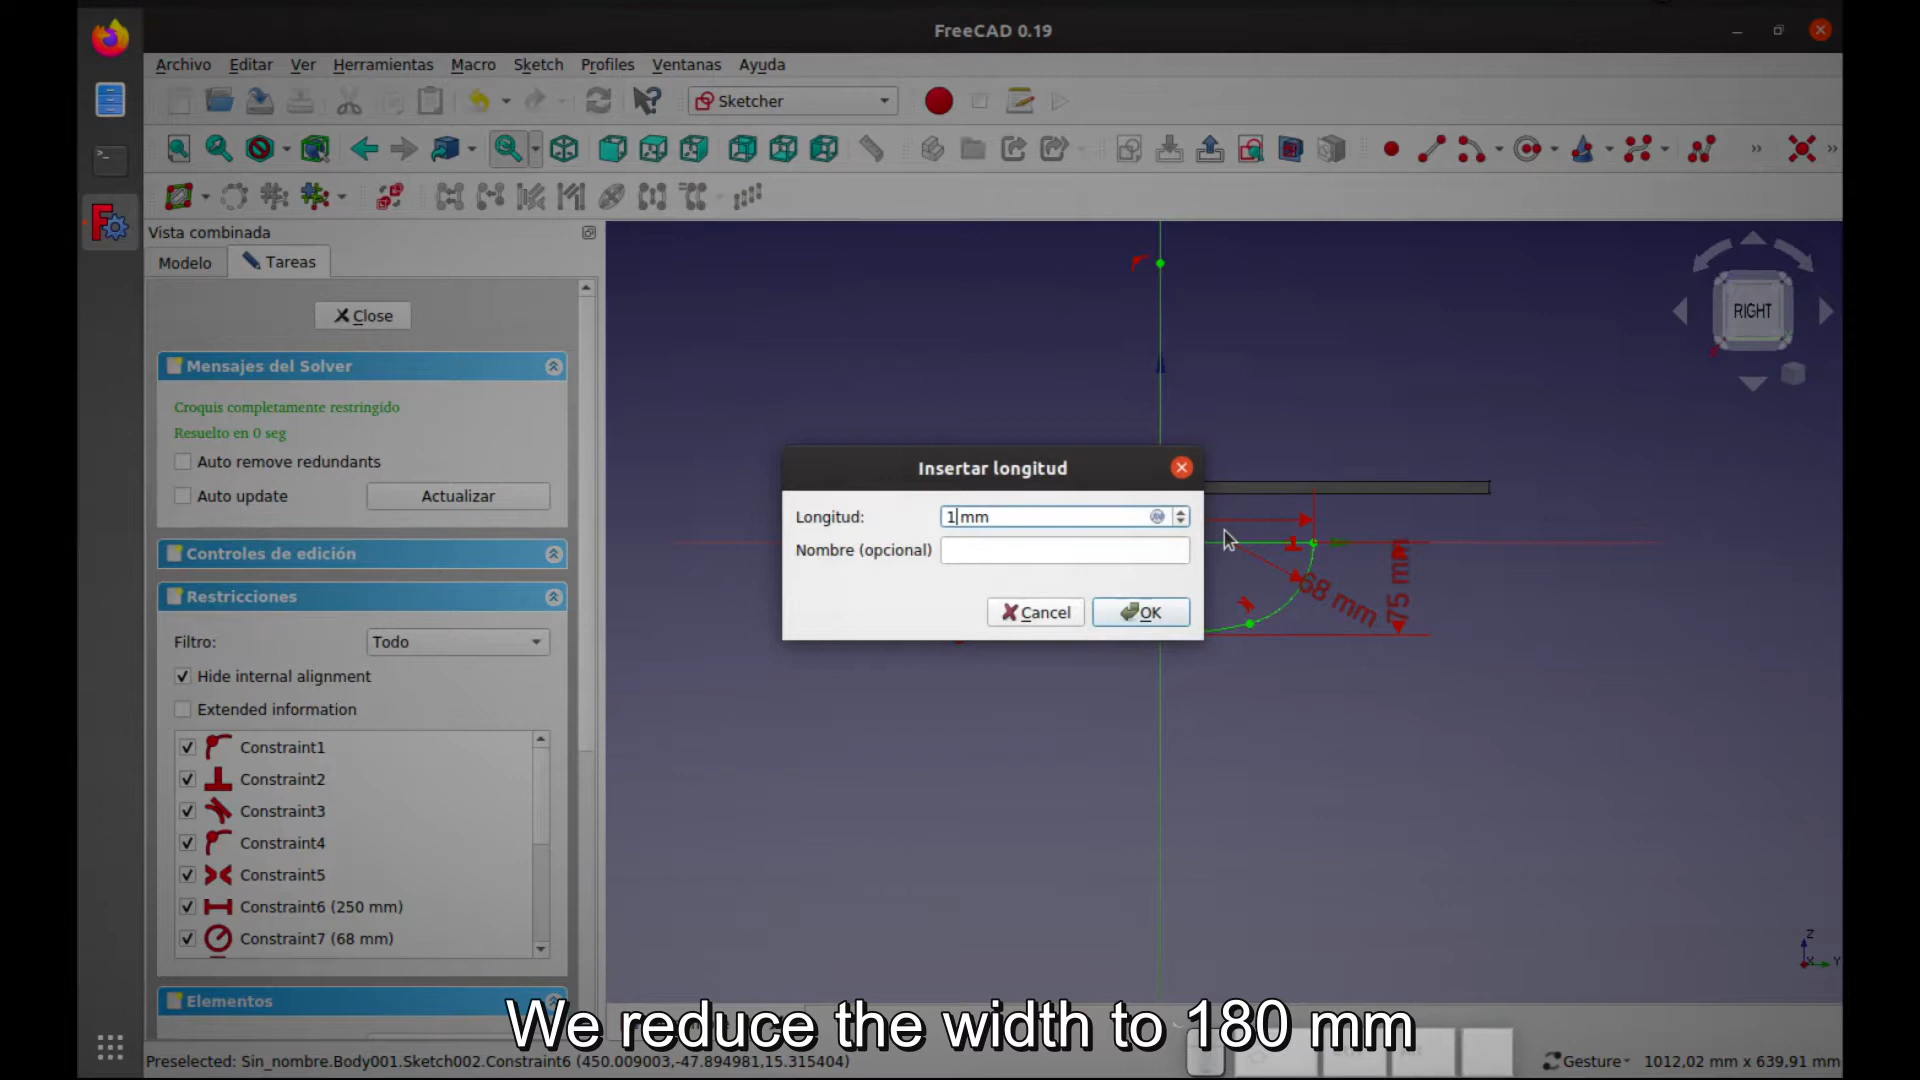 FreeCAD 0.19
Archivo Editar Ver Herramientas Macro Sketch Profiles Ventanas Ayuda
Sketcher
Vista combinada
Modelo Tareas
Close
Mensajes del Solver
Croquis completamente restringido
Resuelto en 0 seg
Auto remove redundants
Auto update Actualizar
Controles de edición
Restricciones
Filtro: Todo
Hide internal alignment
Extended information
Constraint1
Constraint2
Constraint3
Constraint4
Constraint5
Constraint6 (250 mm)
Constraint7 (68 mm)
Elementos
RIGHT
Insertar longitud
Longitud: 1 mm
Nombre (opcional)
Cancel OK
68 mm
75 mm
Z
X Y
We reduce the width to 180 mm
Preselected: Sin_nombre.Body001.Sketch002.Constraint6 (450.009003,-47.894981,15.315404) Gesture 1012,02 mm x 639,91 mm